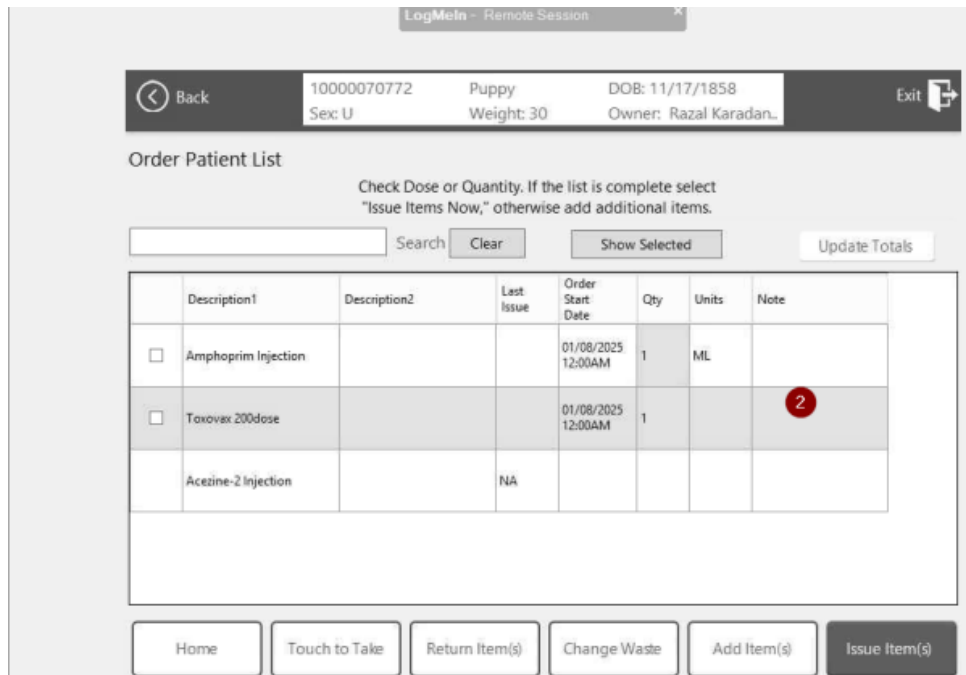 LogMeIn - Remote Session ×
Back
10000070772 Puppy DOB: 11/17/1858
Sex: U Weight: 30 Owner: Razal Karadan..
Exit
Order Patient List
Check Dose or Quantity. If the list is complete select
"Issue Items Now," otherwise add additional items.
Search Clear Show Selected Update Totals
Description1 Description2 Last Issue Order Start Date Qty Units Note
Amphoprim Injection 01/08/2025 12:00AM 1 ML
2
Toxovax 200dose 01/08/2025 12:00AM 1
Acezine-2 Injection NA
Home Touch to Take Return Item(s) Change Waste Add Item(s) Issue Item(s)